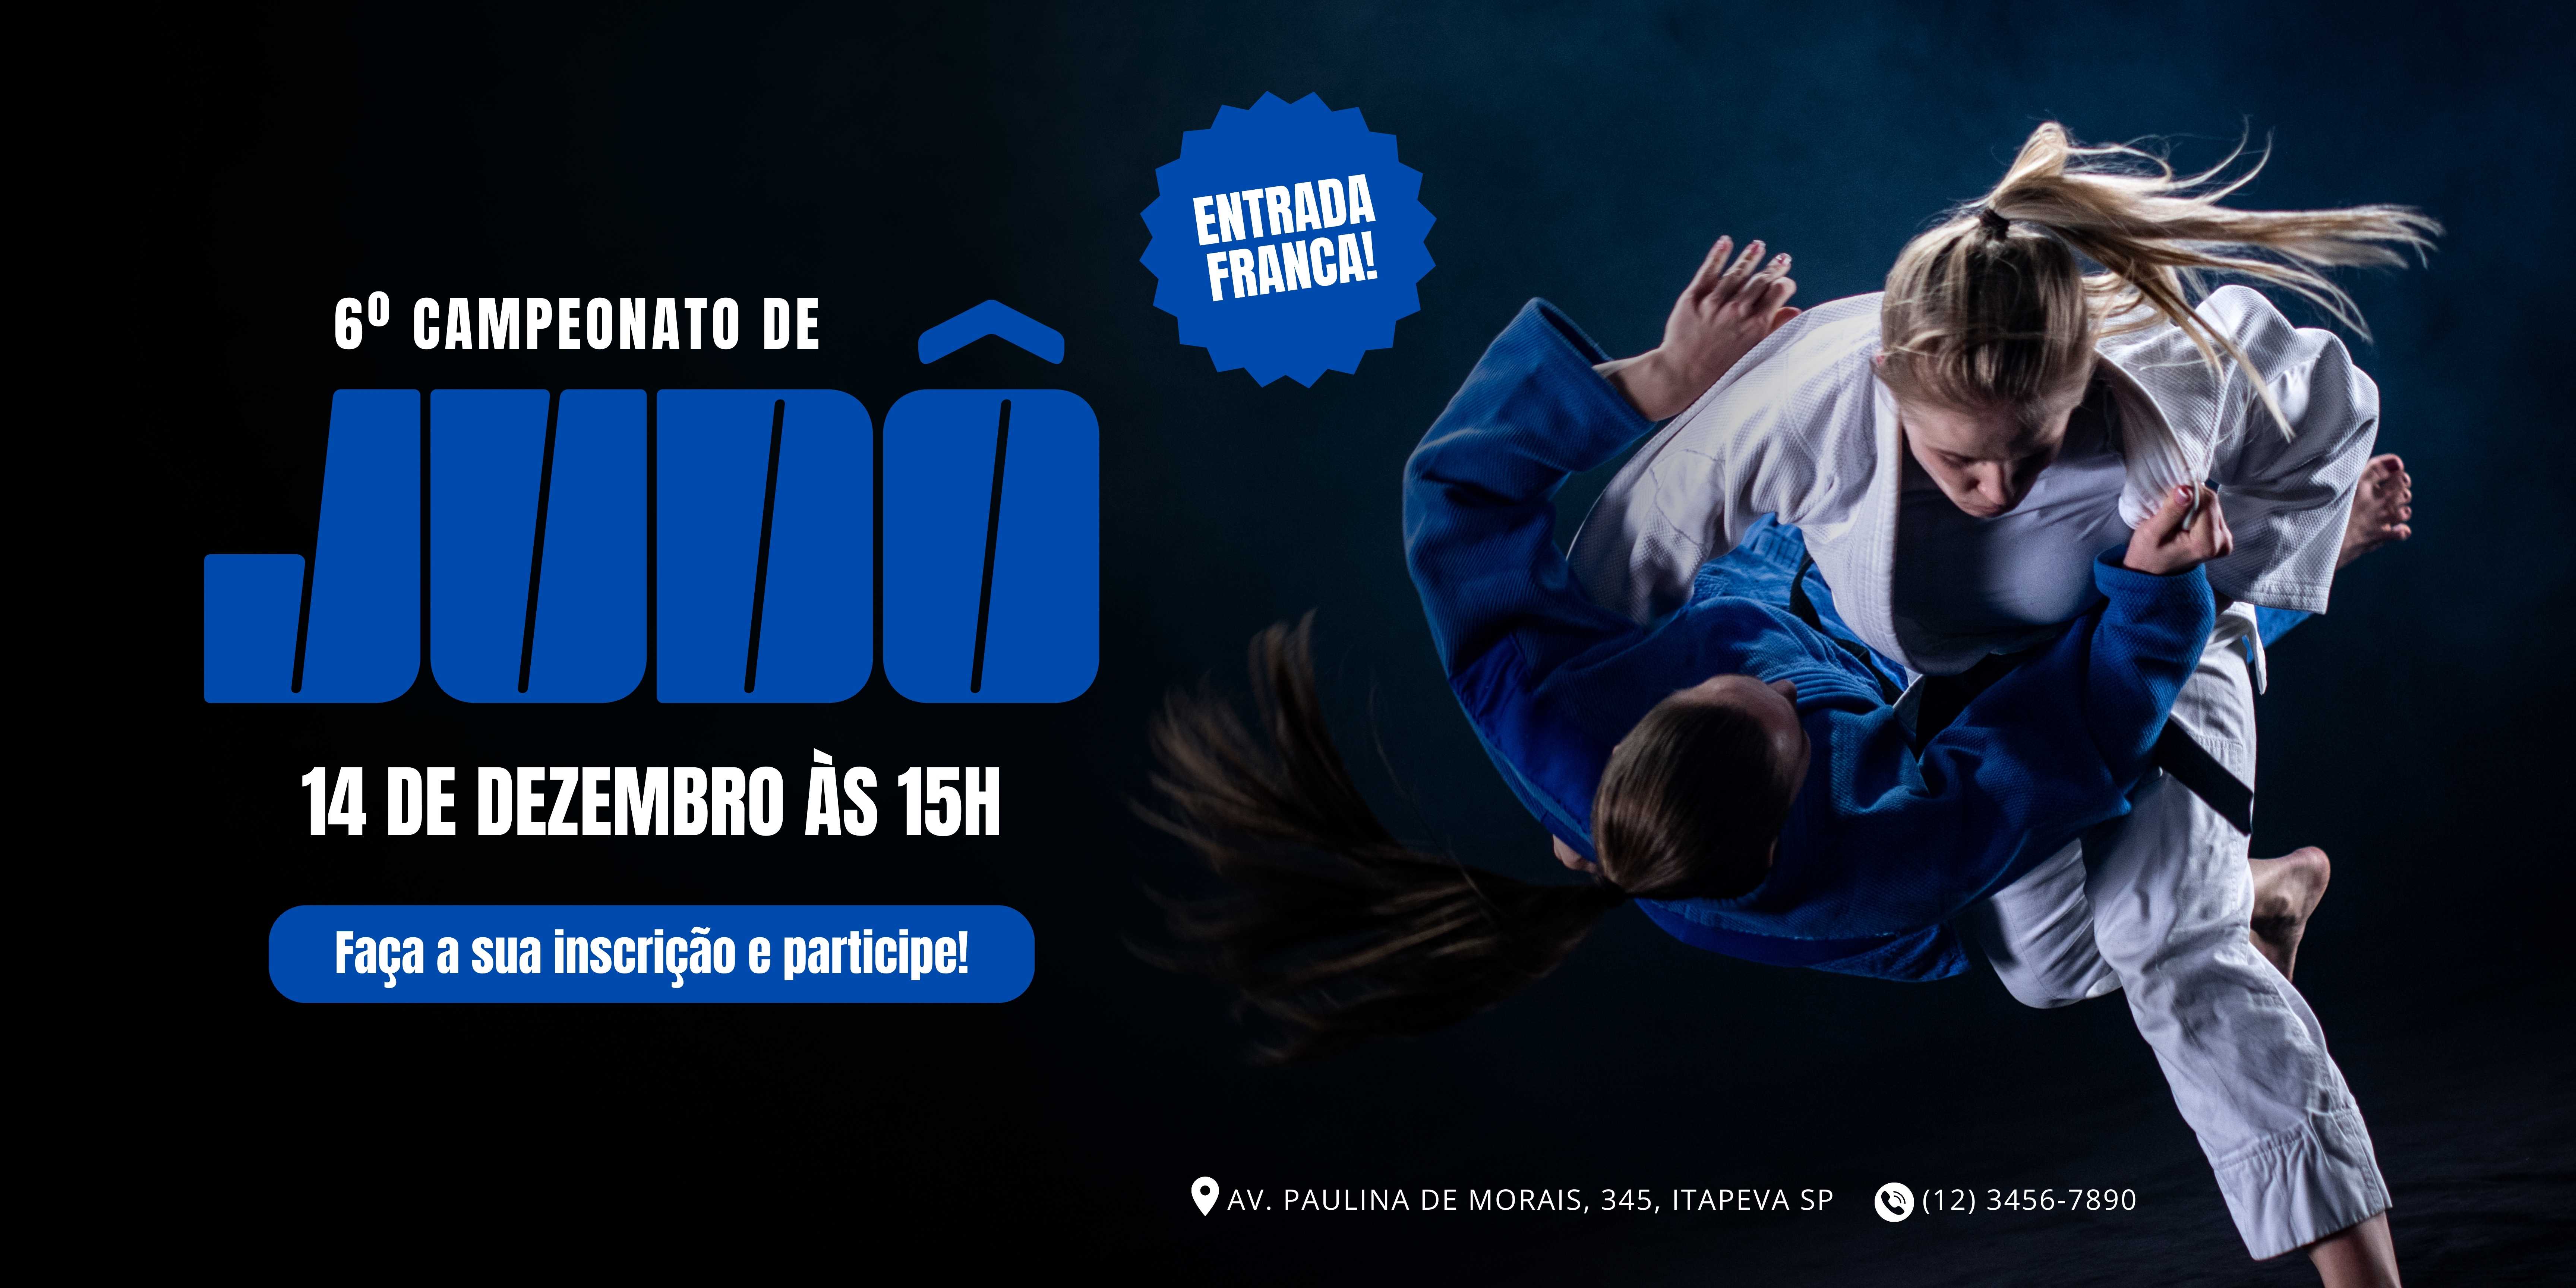 ENTRADA
FRANCA!
6º CAMPEONATO DE
JUDÔ
14 DE DEZEMBRO ÀS 15H
Faça a sua inscrição e participe!
AV. PAULINA DE MORAIS, 345, ITAPEVA SP
(12) 3456-7890